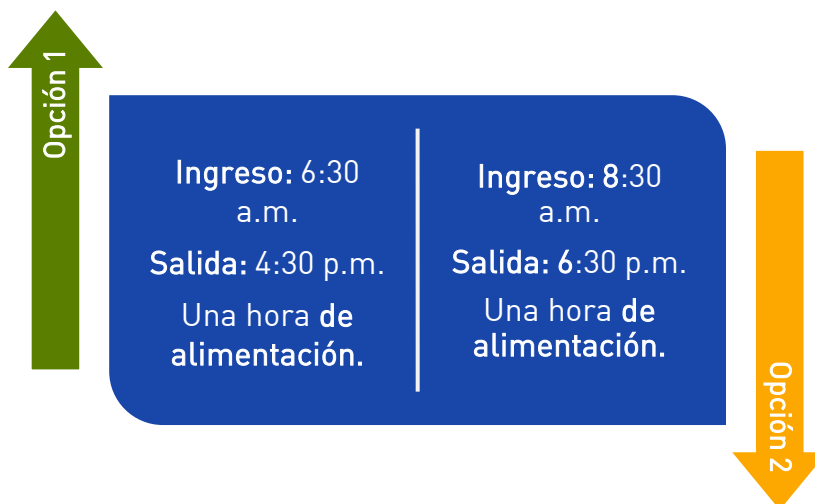 Opción 1
Ingreso: 6:30
a.m.
Salida: 4:30 p.m.
Una hora de
alimentación.
Ingreso: 8:30
a.m.
Salida: 6:30 p.m.
Una hora de
alimentación.
Opción 2